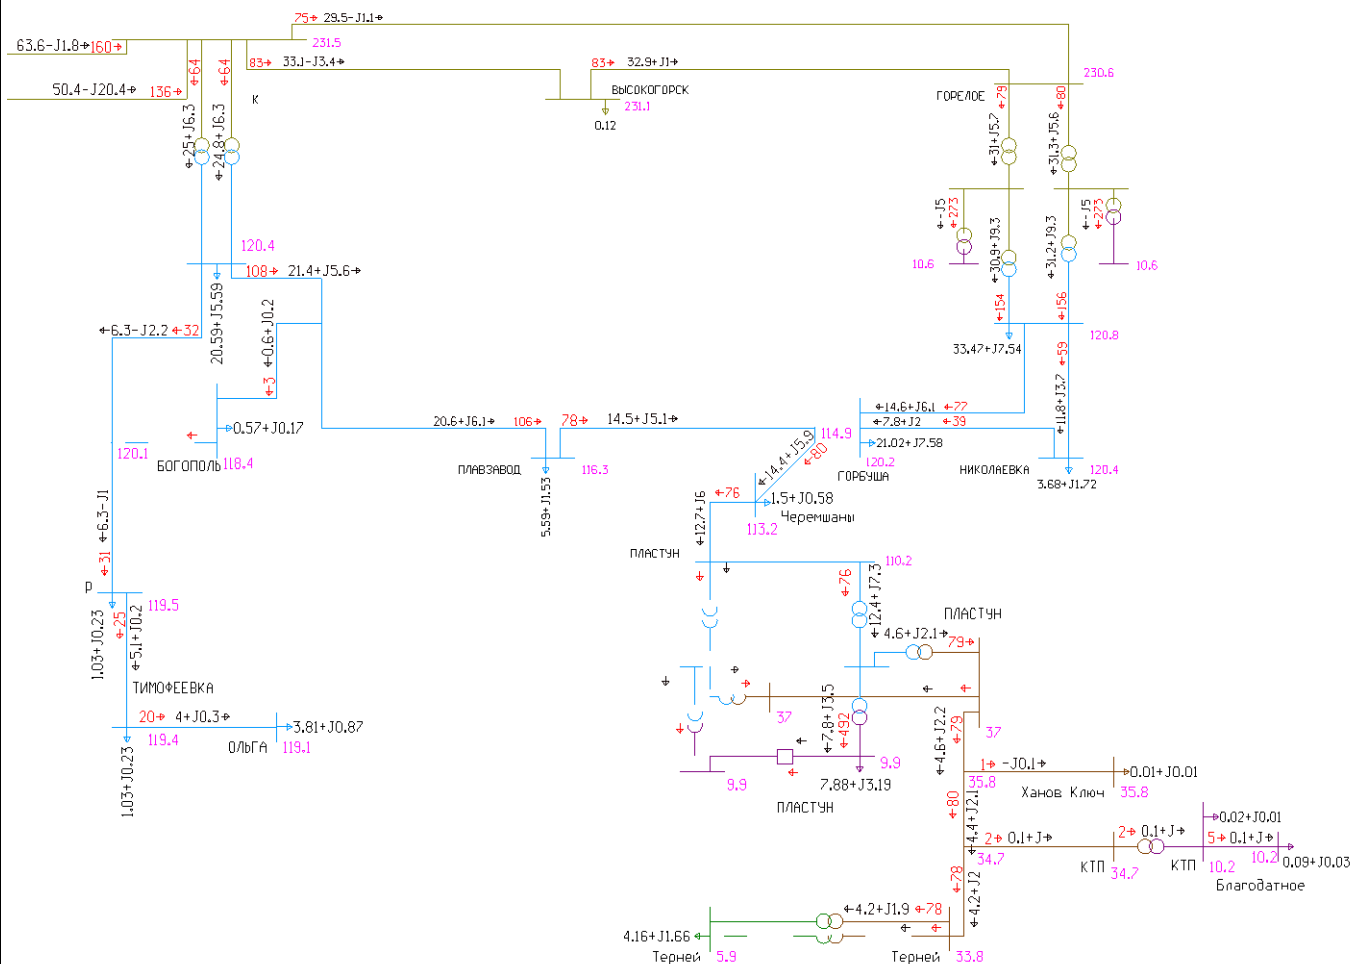 75 29.5-J1.1
63.6-J1.8 160
231.5
64
64
83 33.1-J3.4
83 32.9+J1
230.6
50.4-J20.4 136
К
ВЫСОКОГОРСК
231.1
0.12
ГОРЕЛОЕ
79
80
25+J6.3
24.8+J6.3
31+J5.7
31.3+J5.6
-J5
273
-J5
273
30.9+J9.3
31.2+J9.3
10.6
10.6
120.4
108 21.4+J5.6
154
156
120.8
33.47+J7.54
6.3-J2.2 32
20.59+J5.59
0.6+J0.2
3
59
11.8+J3.7
14.6+J6.1 77
7.8+J2 39
20.6+J6.1 106
78 14.5+J5.1
114.9
21.02+J7.58
0.57+J0.17
120.1
БОГОПОЛЬ
118.4
ПЛАВЗАВОД
116.3
5.59+J1.53
14.4+J5.9
80
120.2
ГОРБУША
НИКОЛАЕВКА
120.4
3.68+J1.72
6.3-J1
31
76
1.5+J0.58
Черемшаны
113.2
12.7+J6
ПЛАСТУН
110.2
76
12.4+J7.3
Р
119.5
1.03+J0.23
25
5.1+J0.2
ПЛАСТУН
4.6+J2.1 79
ТИМОФЕЕВКА
20 4+J0.3
119.4
3.81+J0.87
ОЛЬГА
119.1
1.03+J0.23
37
7.8+J3.5
492
4.6+J2.2
79
37
9.9
9.9
7.88+J3.19
ПЛАСТУН
1 -J0.1
0.01+J0.01
35.8
Ханов Ключ
35.8
80
4.4+J2.1
2 0.1+J
34.7
КТП
34.7
2 0.1+J
0.02+J0.01
5 0.1+J
КТП
10.2
10.2
0.09+J0.03
Благодатное
78
4.2+J2
4.2+J1.9 78
4.16+J1.66
Терней
5.9
Терней
33.8